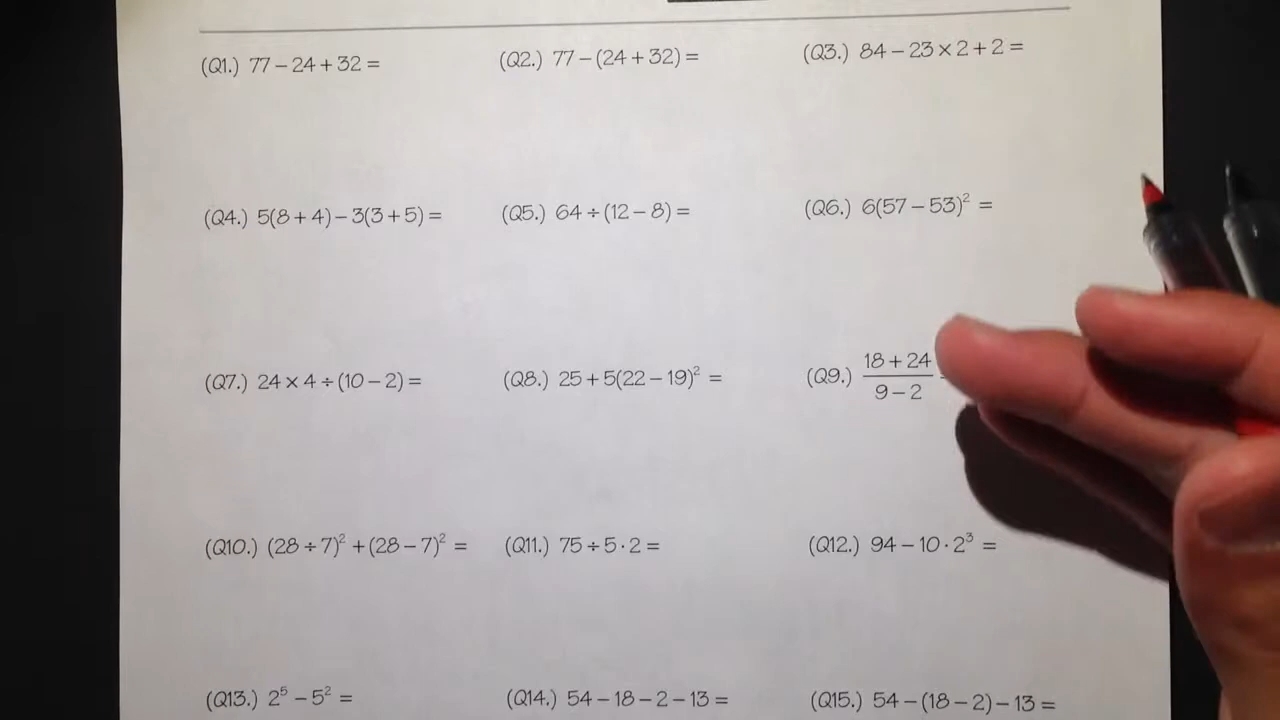 (Q1.) 77 – 24 + 32 = (Q2.) 77 – (24 + 32) = (Q3.) 84 – 23 × 2 + 2 =
(Q4.) 5(8 + 4) – 3(3 + 5) = (Q5.) 64 ÷ (12 – 8) = (Q6.) 6(57 – 53)² =
(Q7.) 24 × 4 ÷ (10 – 2) = (Q8.) 25 + 5(22 – 19)² = (Q9.) 18 + 24
9 – 2
(Q10.) (28 ÷ 7)² + (28 – 7)² = (Q11.) 75 ÷ 5 · 2 = (Q12.) 94 – 10 · 2³ =
(Q13.) 2⁵ – 5² = (Q14.) 54 – 18 – 2 – 13 = (Q15.) 54 – (18 – 2) – 13 =